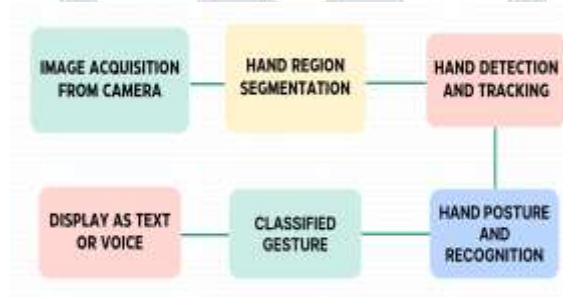 IMAGE ACQUISITION
FROM CAMERA
HAND REGION
SEGMENTATION
HAND DETECTION
AND TRACKING
HAND POSTURE
AND
RECOGNITION
CLASSIFIED
GESTURE
DISPLAY AS TEXT
OR VOICE